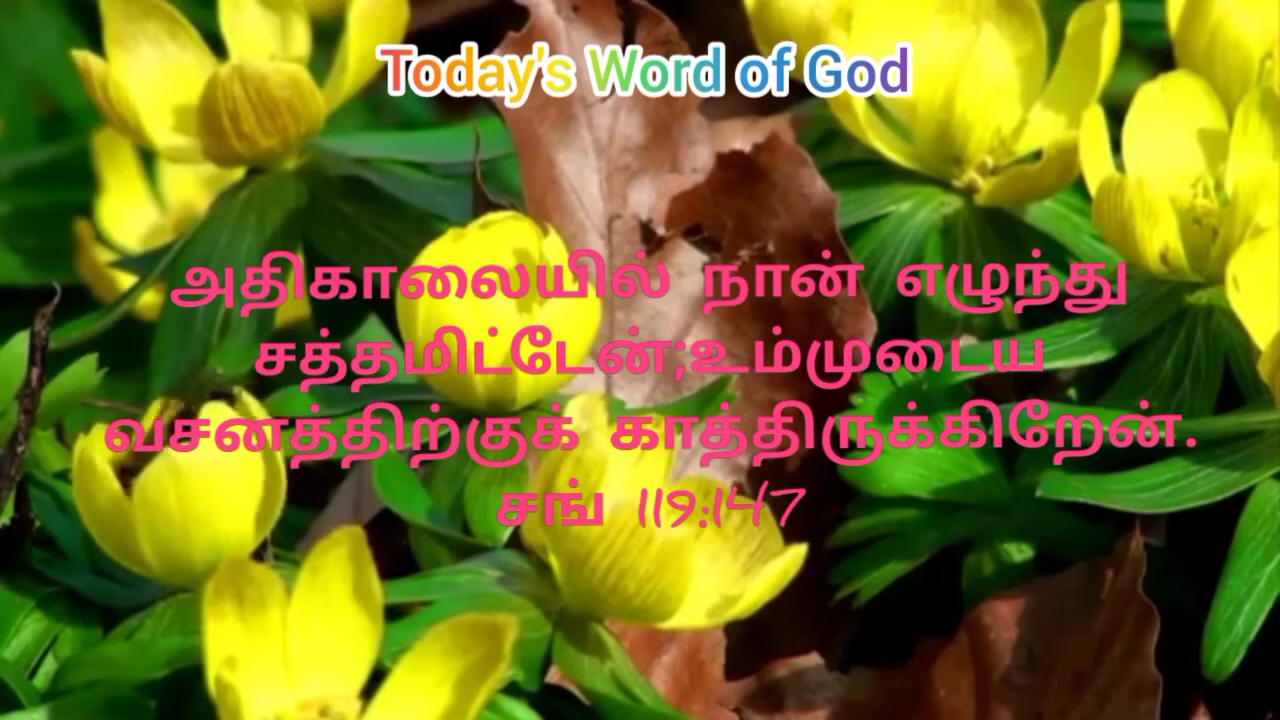 Today's Word of God
அதிகாலையில் நான் எழுந்து
சத்தமிட்டேன்;உம்முடைய
வசனத்திற்குக் காத்திருக்கிறேன்.
சங் 119:147